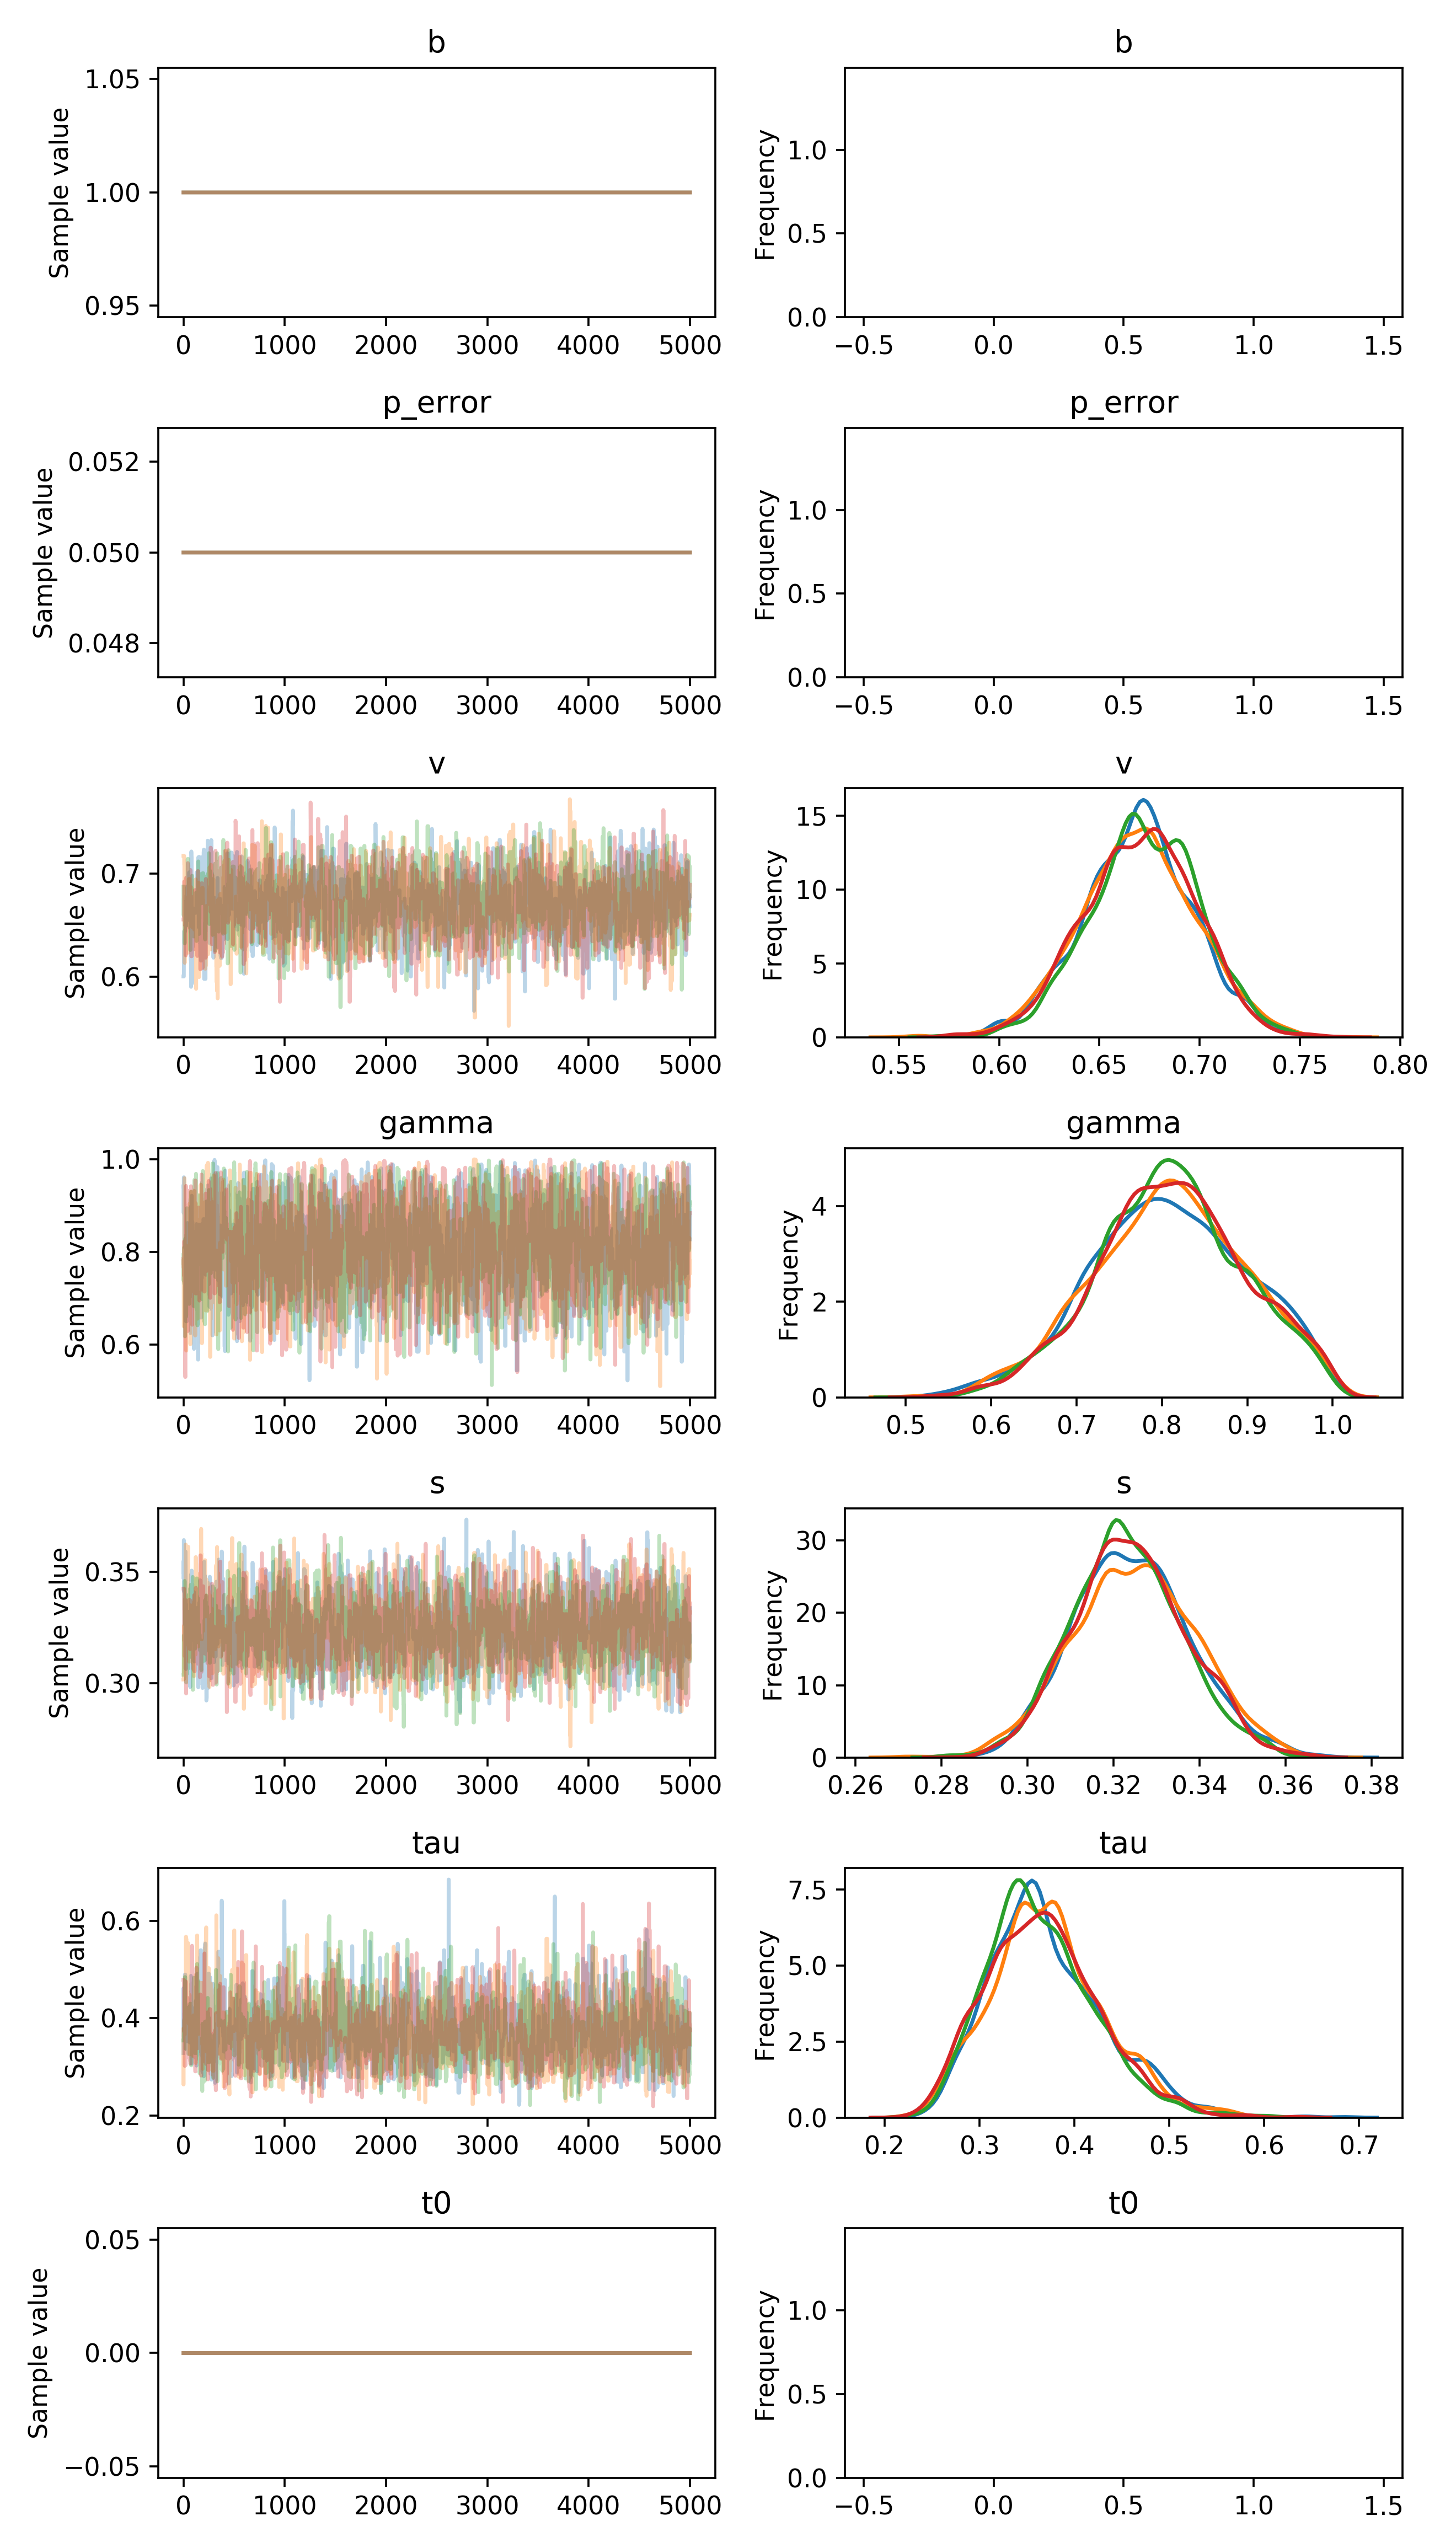 b
b
Sample value
1.05
1.00
0.95
0 1000 2000 3000 4000 5000
Frequency
1.0
0.5
0.0
−0.5 0.0 0.5 1.0 1.5
p_error
p_error
Sample value
0.052
0.050
0.048
0 1000 2000 3000 4000 5000
Frequency
1.0
0.5
0.0
−0.5 0.0 0.5 1.0 1.5
v
v
Sample value
0.7
0.6
0 1000 2000 3000 4000 5000
Frequency
15
10
5
0
0.55 0.60 0.65 0.70 0.75 0.80
gamma
gamma
Sample value
1.0
0.8
0.6
0 1000 2000 3000 4000 5000
Frequency
4
2
0
0.5 0.6 0.7 0.8 0.9 1.0
s
s
Sample value
0.35
0.30
0 1000 2000 3000 4000 5000
Frequency
30
20
10
0
0.26 0.28 0.30 0.32 0.34 0.36 0.38
tau
tau
Sample value
0.6
0.4
0.2
0 1000 2000 3000 4000 5000
Frequency
7.5
5.0
2.5
0.0
0.2 0.3 0.4 0.5 0.6 0.7
t0
t0
Sample value
0.05
0.00
−0.05
0 1000 2000 3000 4000 5000
Frequency
1.0
0.5
0.0
−0.5 0.0 0.5 1.0 1.5